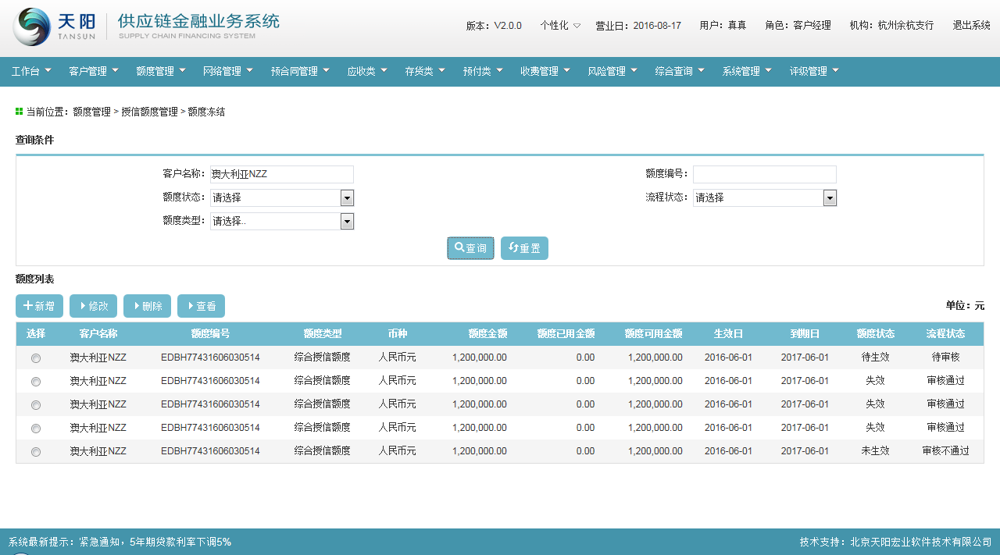 天阳 TANSUN 供应链金融业务系统 SUPPLY CHAIN FINANCING SYSTEM
版本：V2.0.0 个性化 营业日：2016-08-17 用户：真真 角色：客户经理 机构：杭州余杭支行 退出系统
工作台 客户管理 额度管理 网络管理 预合同管理 应收类 存货类 预付类 收费管理 风险管理 综合查询 系统管理 评级管理
当前位置：额度管理 > 授信额度管理 > 额度冻结
查询条件
客户名称：澳大利亚NZZ 额度编号：
额度状态：请选择 流程状态：请选择
额度类型：请选择..
查询 重置
额度列表
新增 修改 删除 查看 单位：元
选择 客户名称 额度编号 额度类型 币种 额度金额 额度已用金额 额度可用金额 生效日 到期日 额度状态 流程状态
澳大利亚NZZ EDBH77431606030514 综合授信额度 人民币元 1,200,000.00 0.00 1,200,000.00 2016-06-01 2017-06-01 待生效 待审核
澳大利亚NZZ EDBH77431606030514 综合授信额度 人民币元 1,200,000.00 0.00 1,200,000.00 2016-06-01 2017-06-01 失效 审核通过
澳大利亚NZZ EDBH77431606030514 综合授信额度 人民币元 1,200,000.00 0.00 1,200,000.00 2016-06-01 2017-06-01 失效 审核通过
澳大利亚NZZ EDBH77431606030514 综合授信额度 人民币元 1,200,000.00 0.00 1,200,000.00 2016-06-01 2017-06-01 失效 审核通过
澳大利亚NZZ EDBH77431606030514 综合授信额度 人民币元 1,200,000.00 0.00 1,200,000.00 2016-06-01 2017-06-01 未生效 审核不通过
系统最新提示：紧急通知，5年期贷款利率下调5% 技术支持：北京天阳宏业软件技术有限公司